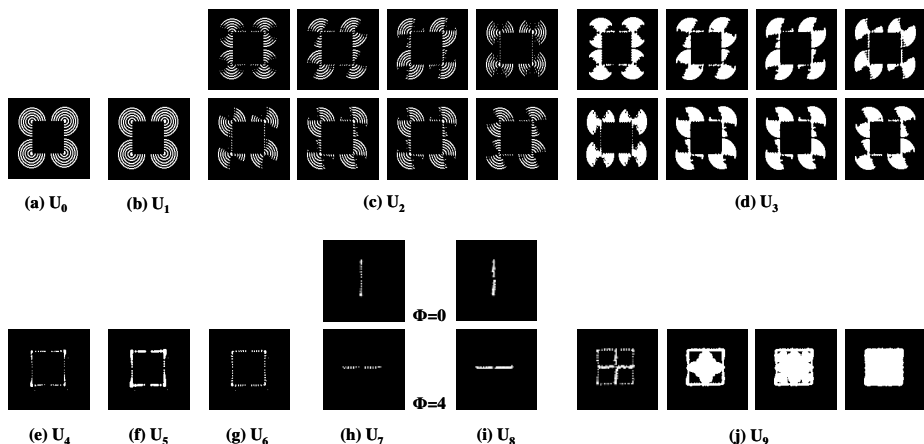 (a) U0 (b) U1 (c) U2 (d) U3
Φ=0
Φ=4
(e) U4 (f) U5 (g) U6 (h) U7 (i) U8 (j) U9